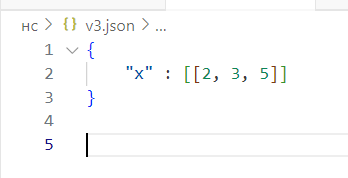 нс > {} v3.json > ...
1 {
2 "x" : [[2, 3, 5]]
3 }
4
5